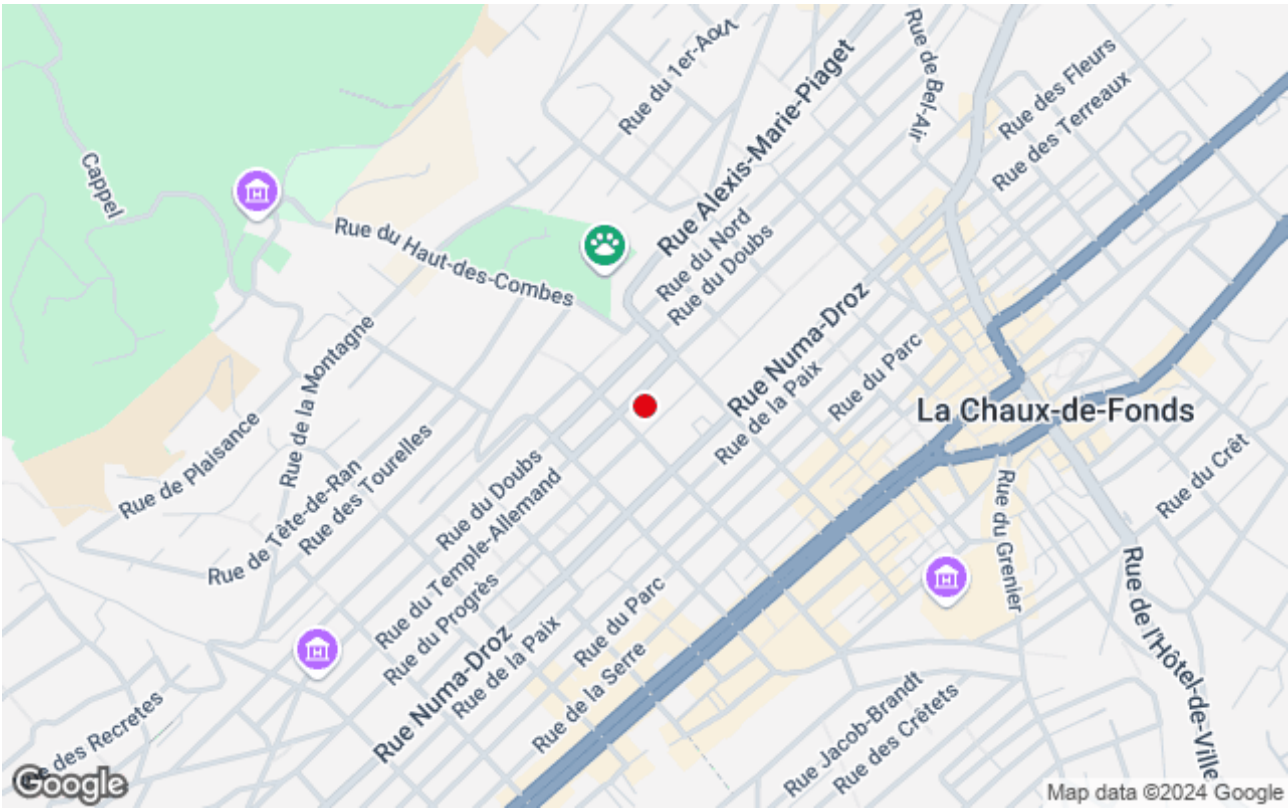 Rue du 1er-Août
Rue Alexis-Marie-Piaget
Rue de Bel-Air
Rue des Fleurs
Rue des Terreaux
Cappel
Rue du Haut-des-Combes
Rue du Nord
Rue du Doubs
Rue Numa-Droz
Rue de la Paix
Rue du Parc
La Chaux-de-Fonds
Rue de la Montagne
Rue de Plaisance
Rue de Tête-de-Ran
Rue des Tourelles
Rue du Doubs
Rue du Temple-Allemand
Rue du Progrès
Rue Numa-Droz
Rue de la Paix
Rue du Parc
Rue de la Serre
Rue du Crêt
Rue du Grenier
Rue de l'Hôtel-de-Ville
Rue Jacob-Brandt
Rue des Crêtets
Rue des Recretes
Google
Map data ©2024 Google